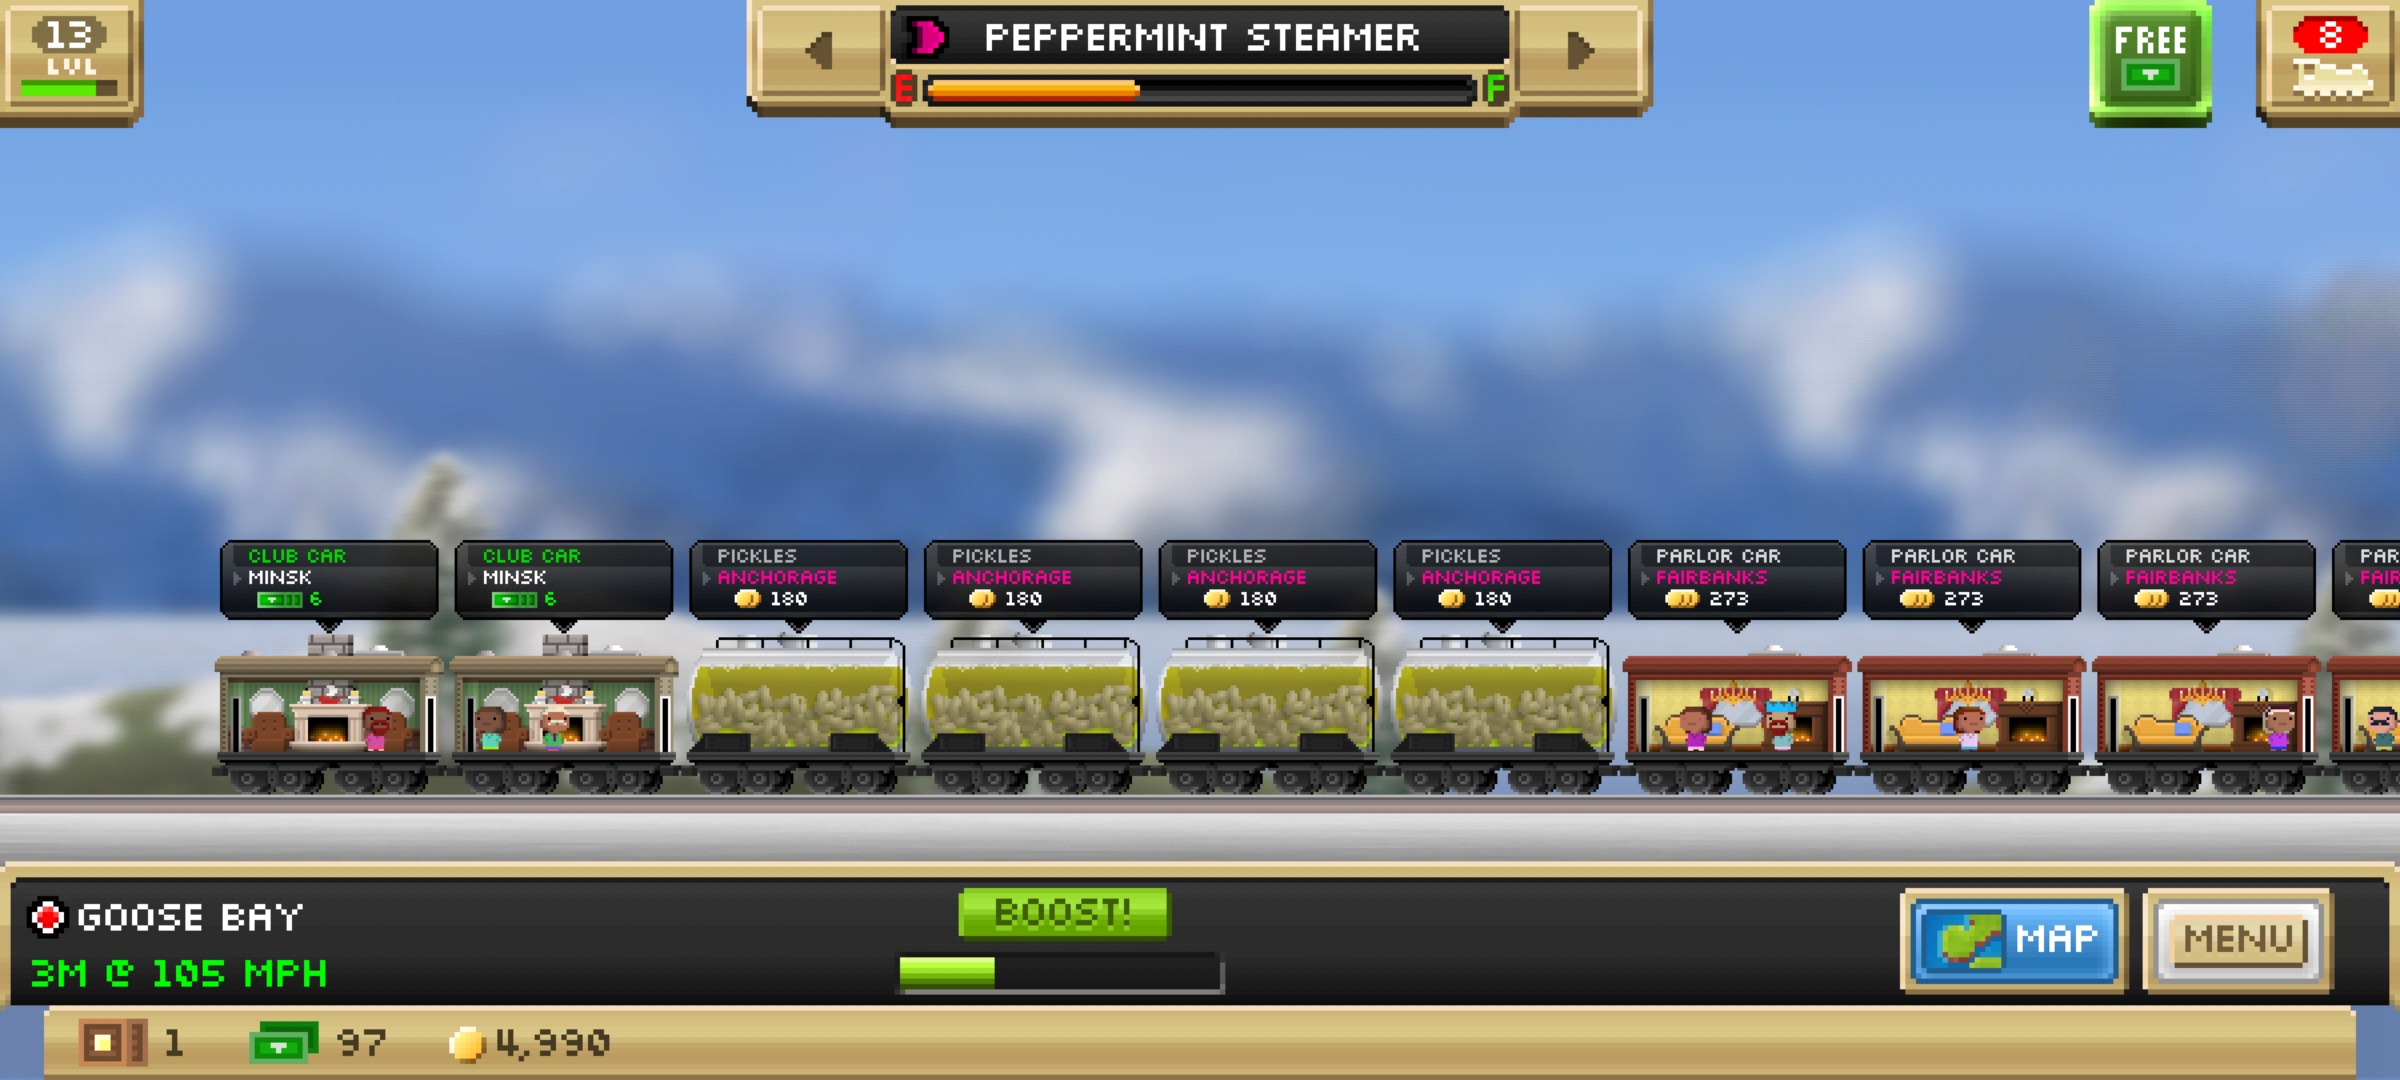 13
LVL
PEPPERMINT STEAMER
E
F
FREE
8
CLUB CAR
MINSK
6
CLUB CAR
MINSK
6
PICKLES
ANCHORAGE
180
PICKLES
ANCHORAGE
180
PICKLES
ANCHORAGE
180
PICKLES
ANCHORAGE
180
PARLOR CAR
FAIRBANKS
273
PARLOR CAR
FAIRBANKS
273
PARLOR CAR
FAIRBANKS
273
PAR
FAIR
GOOSE BAY
3M @ 105 MPH
BOOST!
MAP
MENU
1
97
4,990